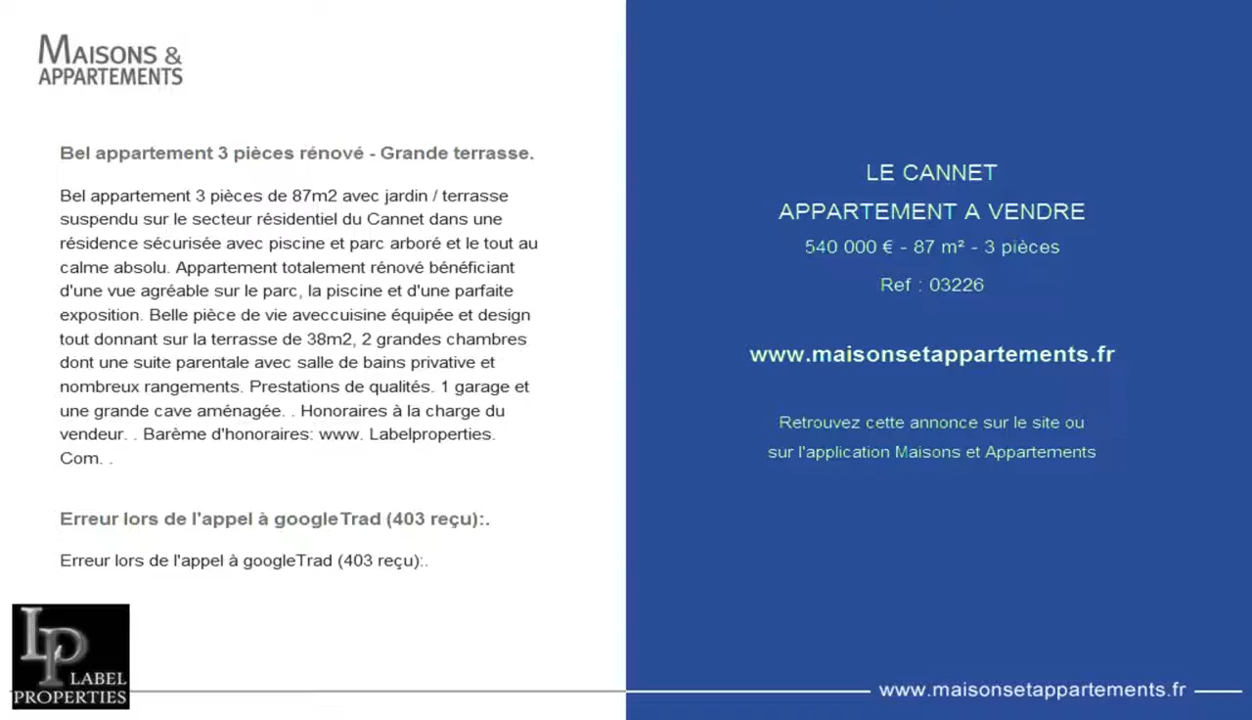 MAISONS &
APPARTEMENTS
Bel appartement 3 pièces rénové - Grande terrasse.
Bel appartement 3 pièces de 87m2 avec jardin / terrasse
suspendu sur le secteur résidentiel du Cannet dans une
résidence sécurisée avec piscine et parc arboré et le tout au
calme absolu. Appartement totalement rénové bénéficiant
d'une vue agréable sur le parc, la piscine et d'une parfaite
exposition. Belle pièce de vie aveccuisine équipée et design
tout donnant sur la terrasse de 38m2, 2 grandes chambres
dont une suite parentale avec salle de bains privative et
nombreux rangements. Prestations de qualités. 1 garage et
une grande cave aménagée. . Honoraires à la charge du
vendeur. . Barème d'honoraires: www. Labelproperties.
Com. .
Erreur lors de l'appel à googleTrad (403 reçu):.
Erreur lors de l'appel à googleTrad (403 reçu):.
LP
LABEL
PROPERTIES
LE CANNET
APPARTEMENT A VENDRE
540 000 € - 87 m² - 3 pièces
Ref : 03226
www.maisonsetappartements.fr
Retrouvez cette annonce sur le site ou
sur l'application Maisons et Appartements
www.maisonsetappartements.fr